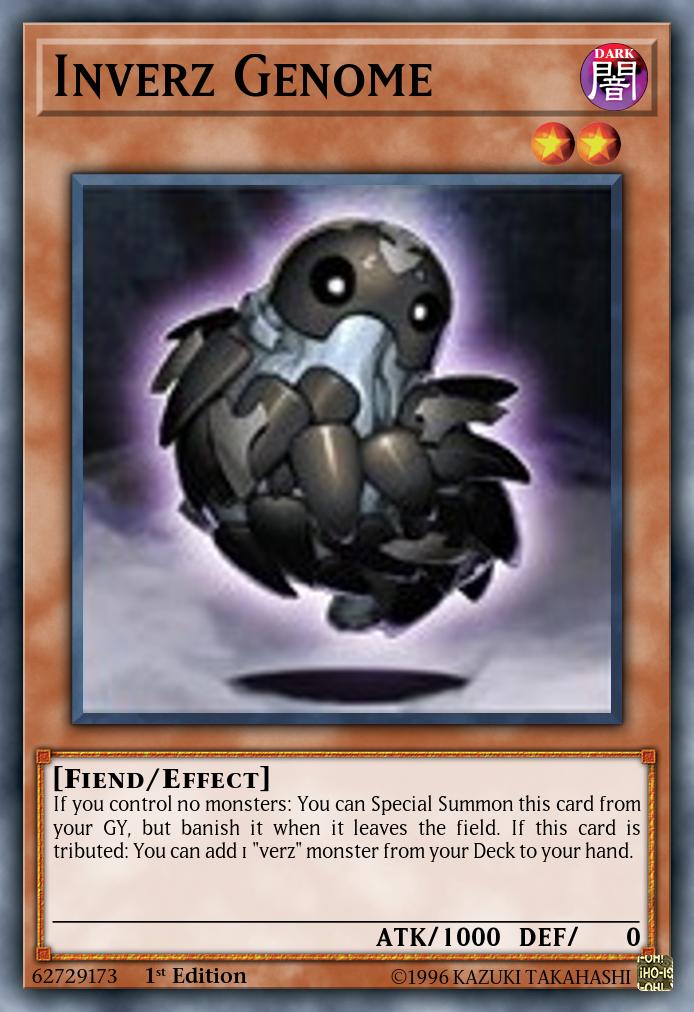 Inverz Genome
DARK
闇
[Fiend/Effect]
If you control no monsters: You can Special Summon this card from
your GY, but banish it when it leaves the field. If this card is
tributed: You can add 1 "verz" monster from your Deck to your hand.
ATK/1000 DEF/ 0
62729173 1st Edition ©1996 KAZUKI TAKAHASHI